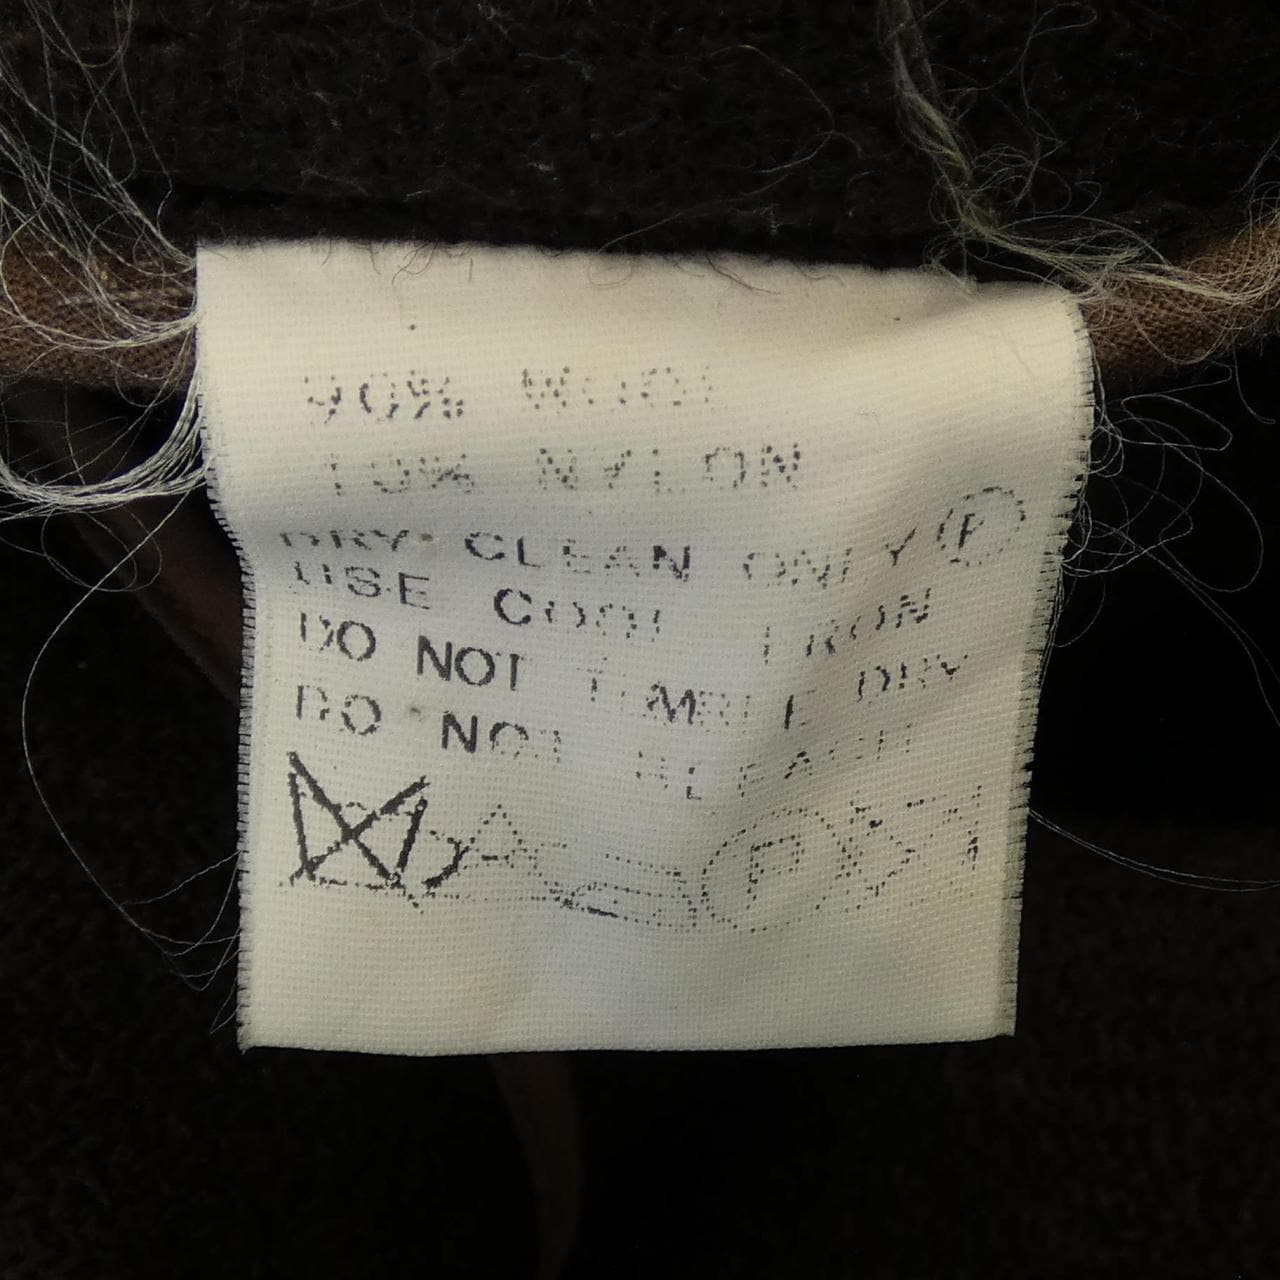 90% WOOL
10% NYLON
DRY CLEAN ONLY Ⓟ
USE COOL IRON
DO NOT TUMBLE DRY
DO NOT BLEACH
P